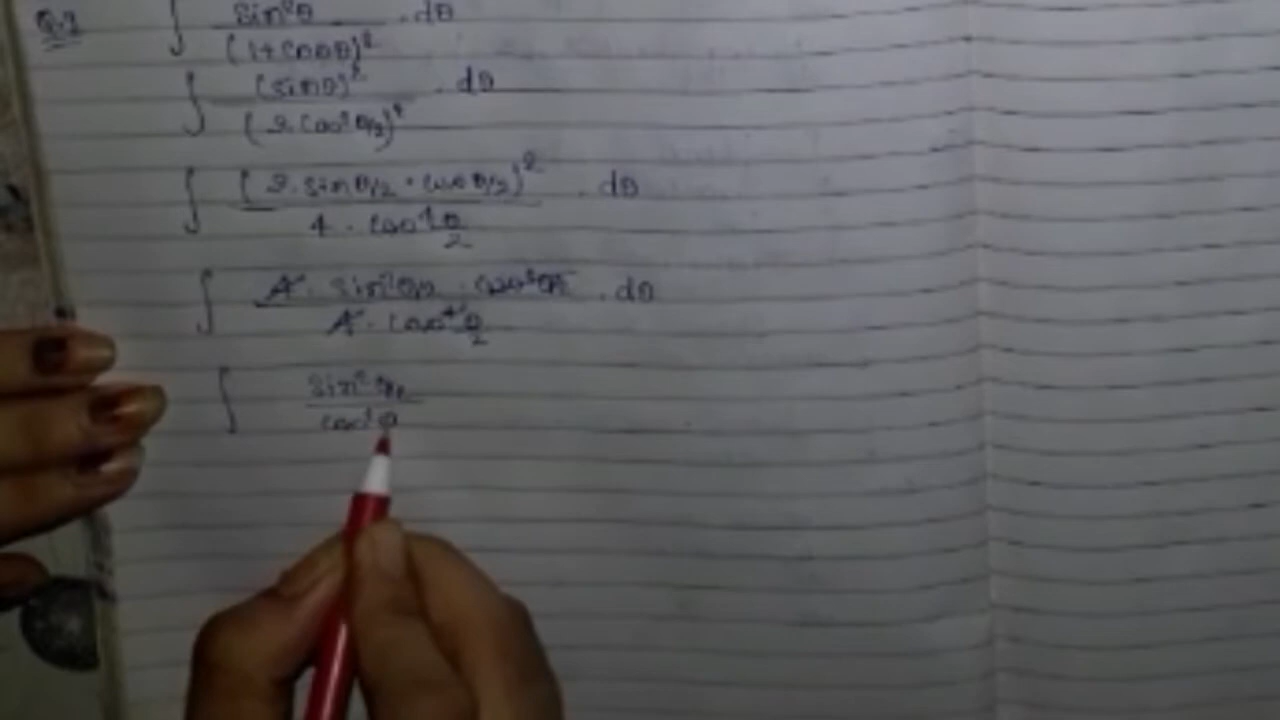 Q.2 ∫ sin²θ / (1+cosθ)² . dθ
∫ (sinθ)² / (2.cos²θ/2)² . dθ
∫ (2.sinθ/2 . cosθ/2)² / 4.cos⁴θ/2 . dθ
∫ 4.sin²θ/2 . cos²θ/2 / 4.cos⁴θ/2 . dθ
∫ sin²θ/2 / cos²θ